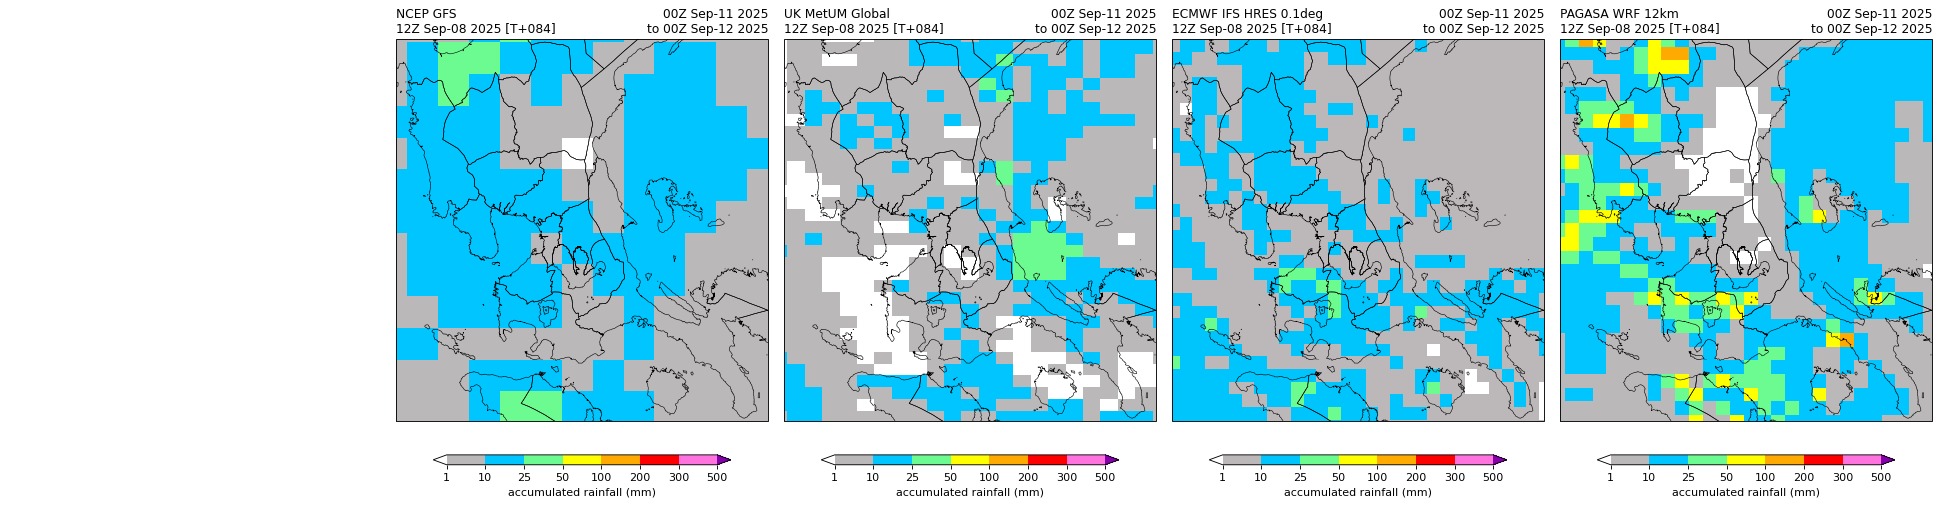 NCEP GFS 00Z Sep-11 2025
12Z Sep-08 2025 [T+084] to 00Z Sep-12 2025
UK MetUM Global 00Z Sep-11 2025
12Z Sep-08 2025 [T+084] to 00Z Sep-12 2025
ECMWF IFS HRES 0.1deg 00Z Sep-11 2025
12Z Sep-08 2025 [T+084] to 00Z Sep-12 2025
PAGASA WRF 12km 00Z Sep-11 2025
12Z Sep-08 2025 [T+084] to 00Z Sep-12 2025
1 10 25 50 100 200 300 500
accumulated rainfall (mm)
1 10 25 50 100 200 300 500
accumulated rainfall (mm)
1 10 25 50 100 200 300 500
accumulated rainfall (mm)
1 10 25 50 100 200 300 500
accumulated rainfall (mm)